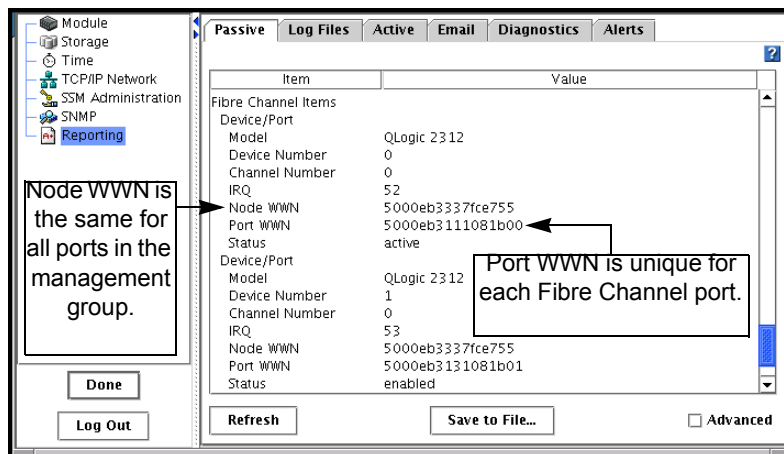 Module
Storage
Time
TCP/IP Network
SSM Administration
SNMP
Reporting
Node WWN is
the same for
all ports in the
management
group.
Done
Log Out
Passive Log Files Active Email Diagnostics Alerts
?
Item Value
Fibre Channel Items
Device/Port
Model QLogic 2312
Device Number 0
Channel Number 0
IRQ 52
Node WWN 5000eb3337fce755
Port WWN 5000eb3111081b00
Status active
Device/Port
Model QLogic 2312
Device Number 1
Channel Number 0
IRQ 53
Node WWN 5000eb3337fce755
Port WWN 5000eb3131081b01
Status enabled
Port WWN is unique for
each Fibre Channel port.
Refresh Save to File... Advanced